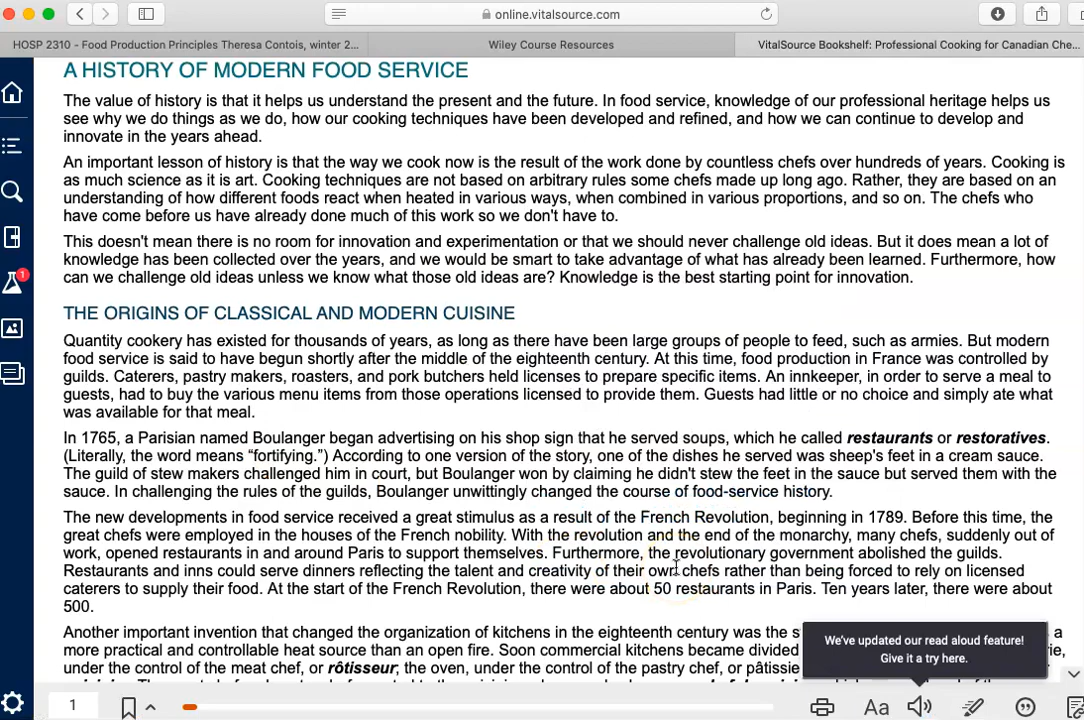 online.vitalsource.com
HOSP 2310 - Food Production Principles Theresa Contois, winter 2...
Wiley Course Resources
VitalSource Bookshelf: Professional Cooking for Canadian Che...
A HISTORY OF MODERN FOOD SERVICE
The value of history is that it helps us understand the present and the future. In food service, knowledge of our professional heritage helps us
see why we do things as we do, how our cooking techniques have been developed and refined, and how we can continue to develop and
innovate in the years ahead.
An important lesson of history is that the way we cook now is the result of the work done by countless chefs over hundreds of years. Cooking is
as much science as it is art. Cooking techniques are not based on arbitrary rules some chefs made up long ago. Rather, they are based on an
understanding of how different foods react when heated in various ways, when combined in various proportions, and so on. The chefs who
have come before us have already done much of this work so we don't have to.
This doesn't mean there is no room for innovation and experimentation or that we should never challenge old ideas. But it does mean a lot of
knowledge has been collected over the years, and we would be smart to take advantage of what has already been learned. Furthermore, how
can we challenge old ideas unless we know what those old ideas are? Knowledge is the best starting point for innovation.
1
THE ORIGINS OF CLASSICAL AND MODERN CUISINE
Quantity cookery has existed for thousands of years, as long as there have been large groups of people to feed, such as armies. But modern
food service is said to have begun shortly after the middle of the eighteenth century. At this time, food production in France was controlled by
guilds. Caterers, pastry makers, roasters, and pork butchers held licenses to prepare specific items. An innkeeper, in order to serve a meal to
guests, had to buy the various menu items from those operations licensed to provide them. Guests had little or no choice and simply ate what
was available for that meal.
In 1765, a Parisian named Boulanger began advertising on his shop sign that he served soups, which he called restaurants or restoratives.
(Literally, the word means “fortifying.”) According to one version of the story, one of the dishes he served was sheep's feet in a cream sauce.
The guild of stew makers challenged him in court, but Boulanger won by claiming he didn't stew the feet in the sauce but served them with the
sauce. In challenging the rules of the guilds, Boulanger unwittingly changed the course of food-service history.
The new developments in food service received a great stimulus as a result of the French Revolution, beginning in 1789. Before this time, the
great chefs were employed in the houses of the French nobility. With the revolution and the end of the monarchy, many chefs, suddenly out of
work, opened restaurants in and around Paris to support themselves. Furthermore, the revolutionary government abolished the guilds.
Restaurants and inns could serve dinners reflecting the talent and creativity of their own chefs rather than being forced to rely on licensed
caterers to supply their food. At the start of the French Revolution, there were about 50 restaurants in Paris. Ten years later, there were about
500.
Another important invention that changed the organization of kitchens in the eighteenth century was the a
more practical and controllable heat source than an open fire. Soon commercial kitchens became divided
under the control of the meat chef, or rôtisseur; the oven, under the control of the pastry chef, or pâtissie
We've updated our read aloud feature!
Give it a try here.
1
Aa